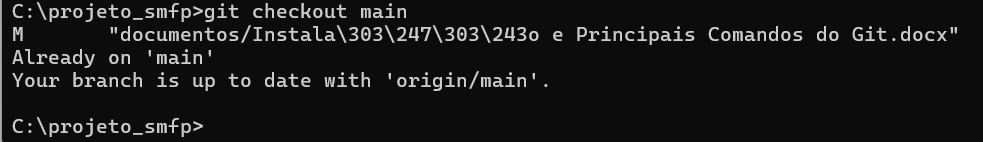 C:\projeto_smfp>git checkout main
M       "documentos/Instala\303\247\303\243o e Principais Comandos do Git.docx"
Already on 'main'
Your branch is up to date with 'origin/main'.
C:\projeto_smfp>